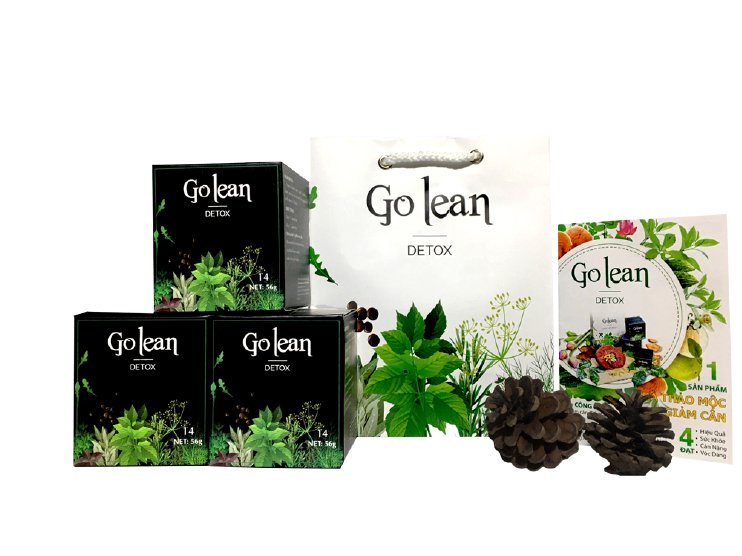 Go lean
DETOX
14
NET: 56g
Go lean
DETOX
14
NET: 56g
Go lean
DETOX
14
NET: 56g
Go lean
DETOX
Go lean
DETOX
1
SẢN PHẨM
THẢO MỘC
GIẢM CÂN
CÔNG
4
ĐẠT
• Hiệu Quả
• Sức Khỏe
• Cân Nặng
• Vóc Dáng